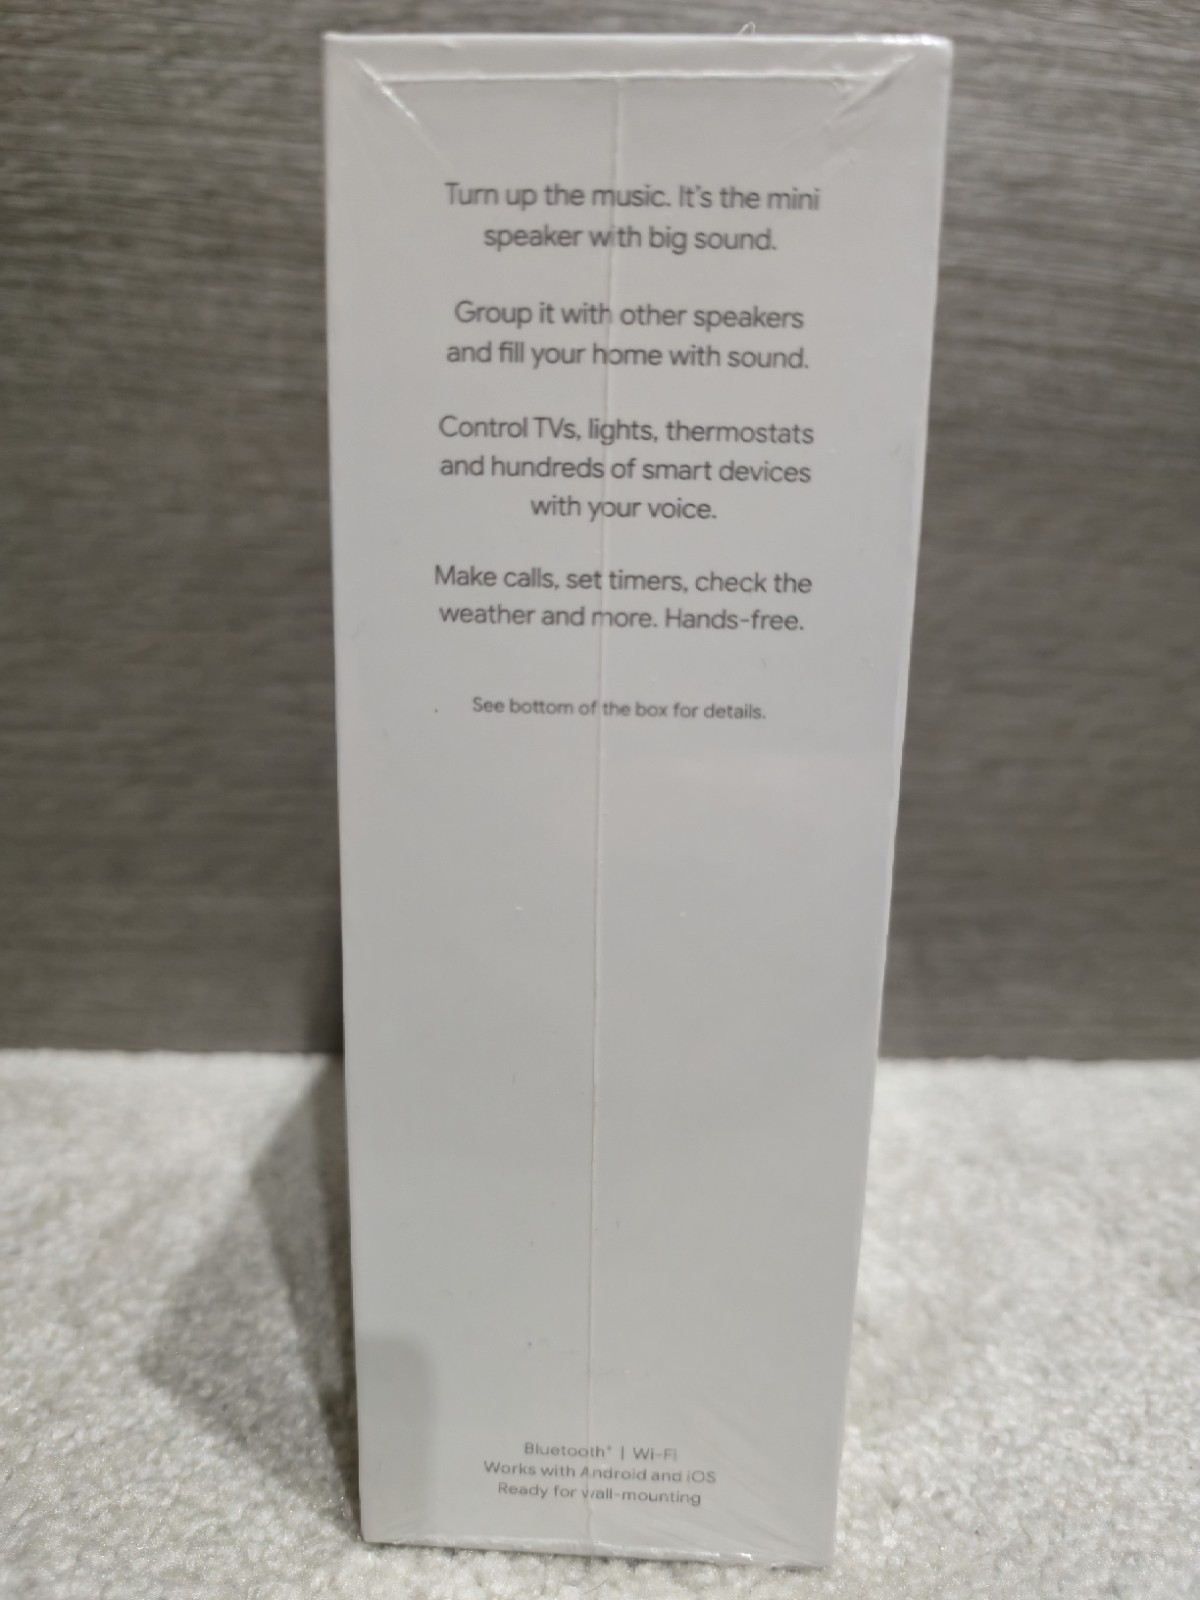 Turn up the music. It's the mini
speaker with big sound.
Group it with other speakers
and fill your home with sound.
Control TVs, lights, thermostats
and hundreds of smart devices
with your voice.
Make calls, set timers, check the
weather and more. Hands-free.
See bottom of the box for details.
Bluetooth® | Wi-Fi
Works with Android and iOS
Ready for wall-mounting